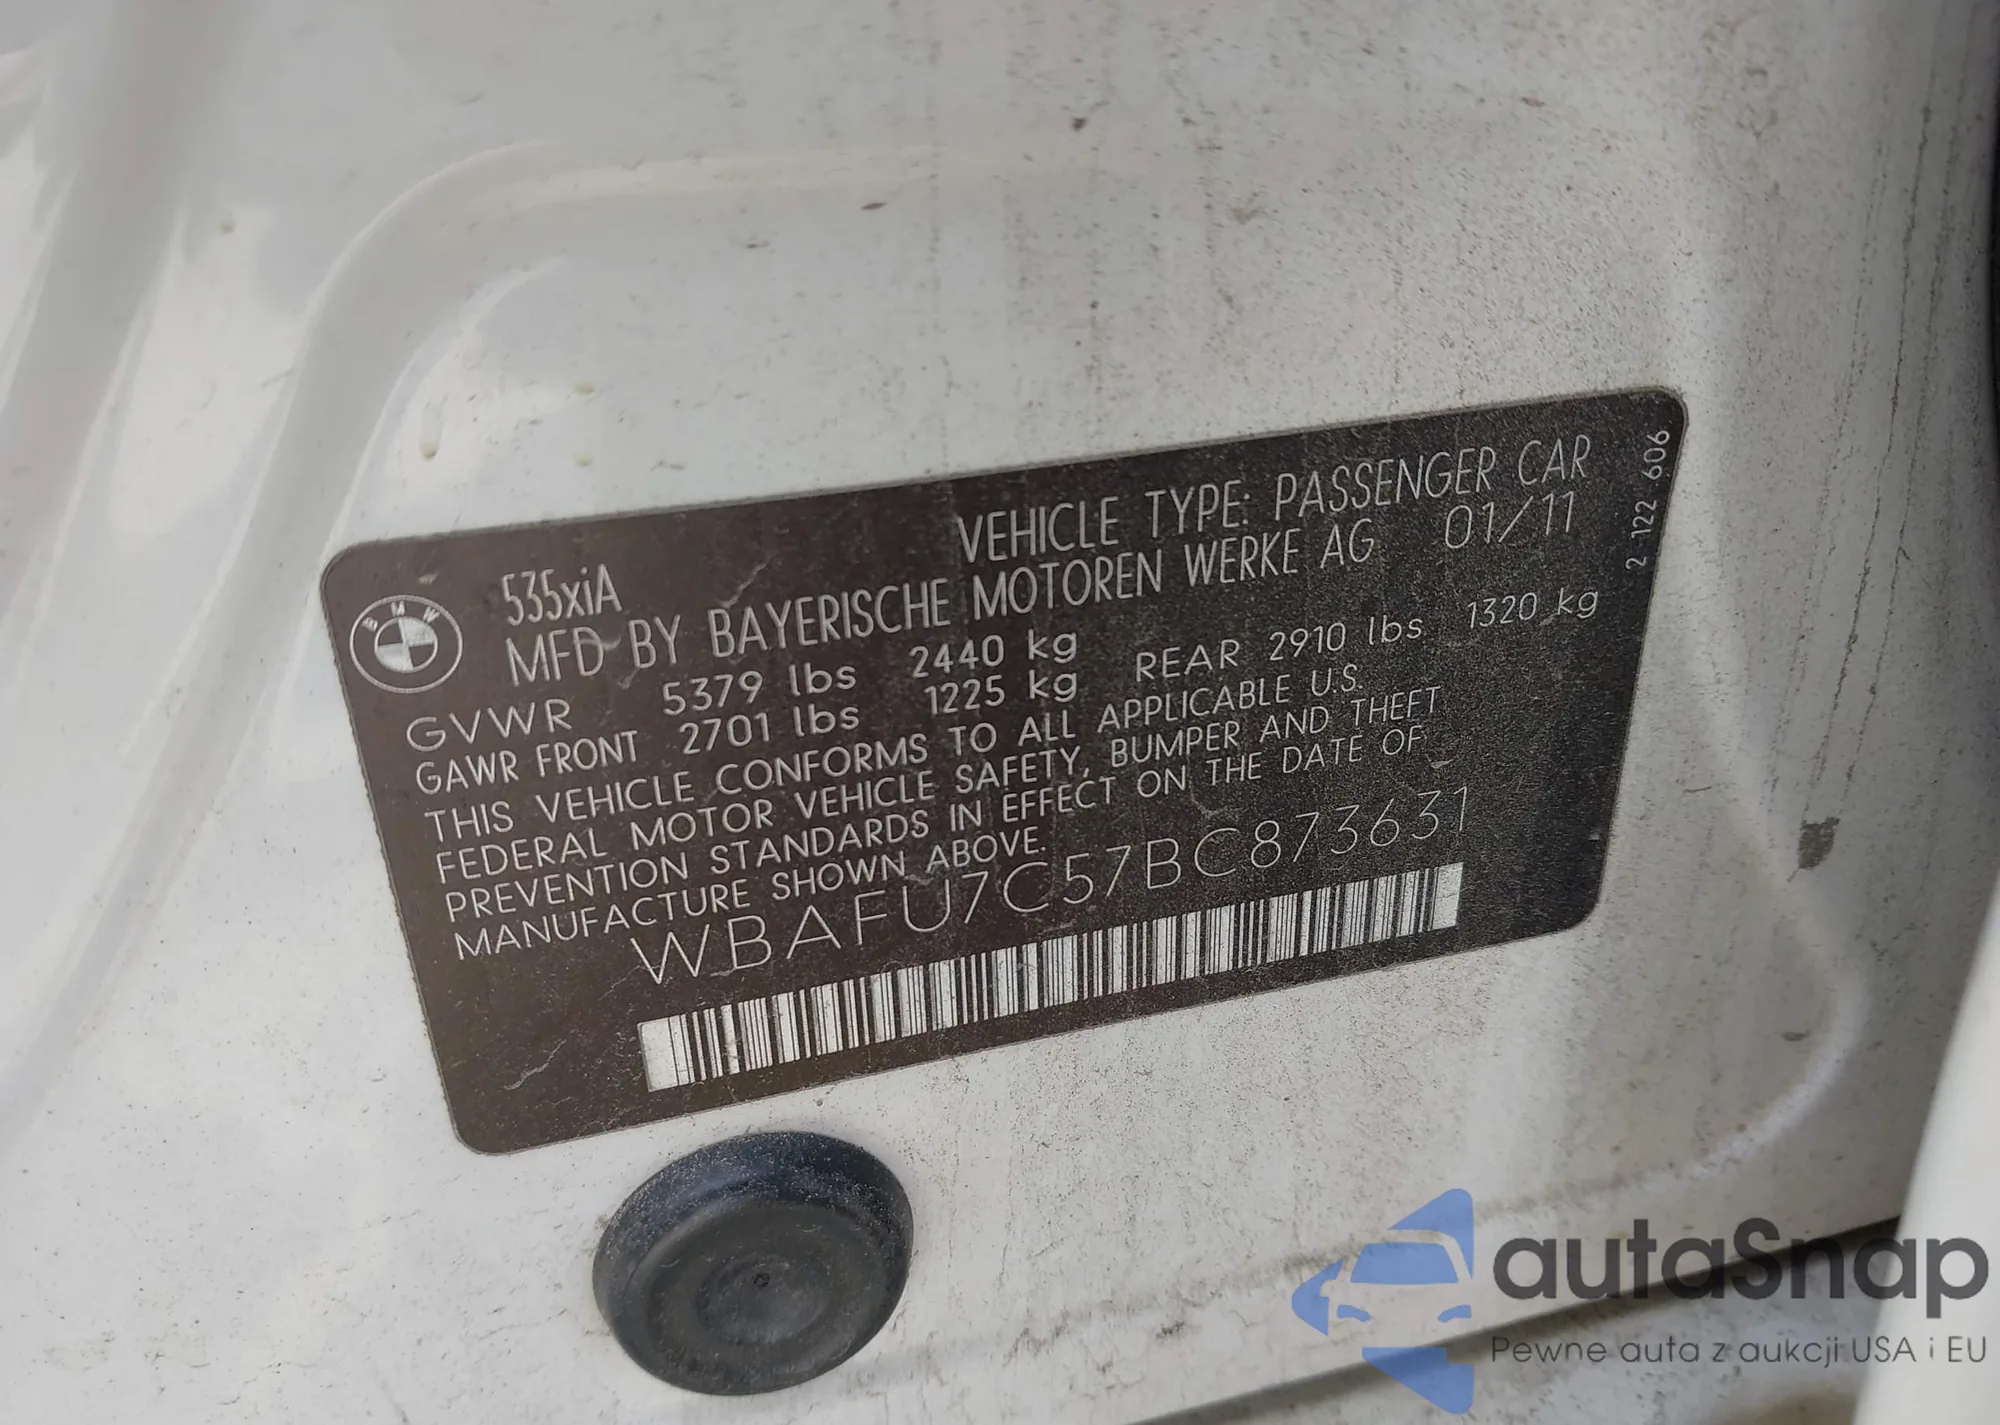 VEHICLE TYPE: PASSENGER CAR
535xiA
MFD BY BAYERISCHE MOTOREN WERKE AG 01/11
GVWR 5379 lbs 2440 kg
GAWR FRONT 2701 lbs 1225 kg REAR 2910 lbs 1320 kg
THIS VEHICLE CONFORMS TO ALL APPLICABLE U.S.
FEDERAL MOTOR VEHICLE SAFETY, BUMPER AND THEFT
PREVENTION STANDARDS IN EFFECT ON THE DATE OF
MANUFACTURE SHOWN ABOVE.
WBAFU7C57BC873631
2 122 606
BMW
autaSnap
Pewne auta z aukcji USA i EU